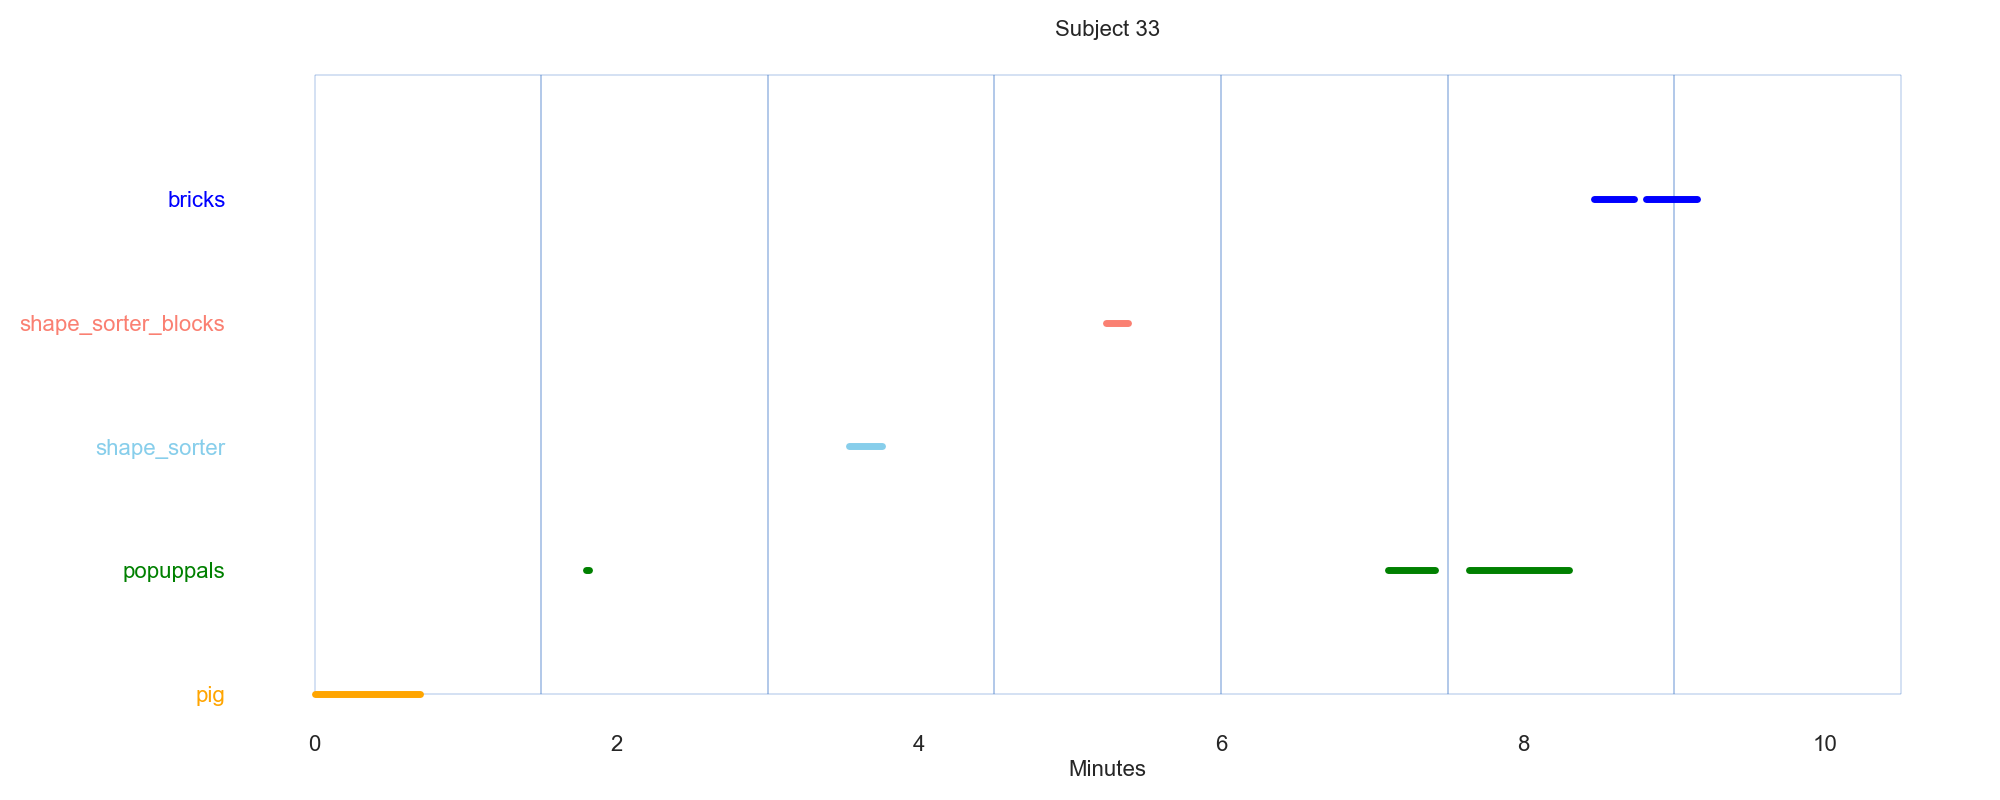 Subject 33
bricks
shape_sorter_blocks
shape_sorter
popuppals
pig
0 2 4 6 8 10
Minutes